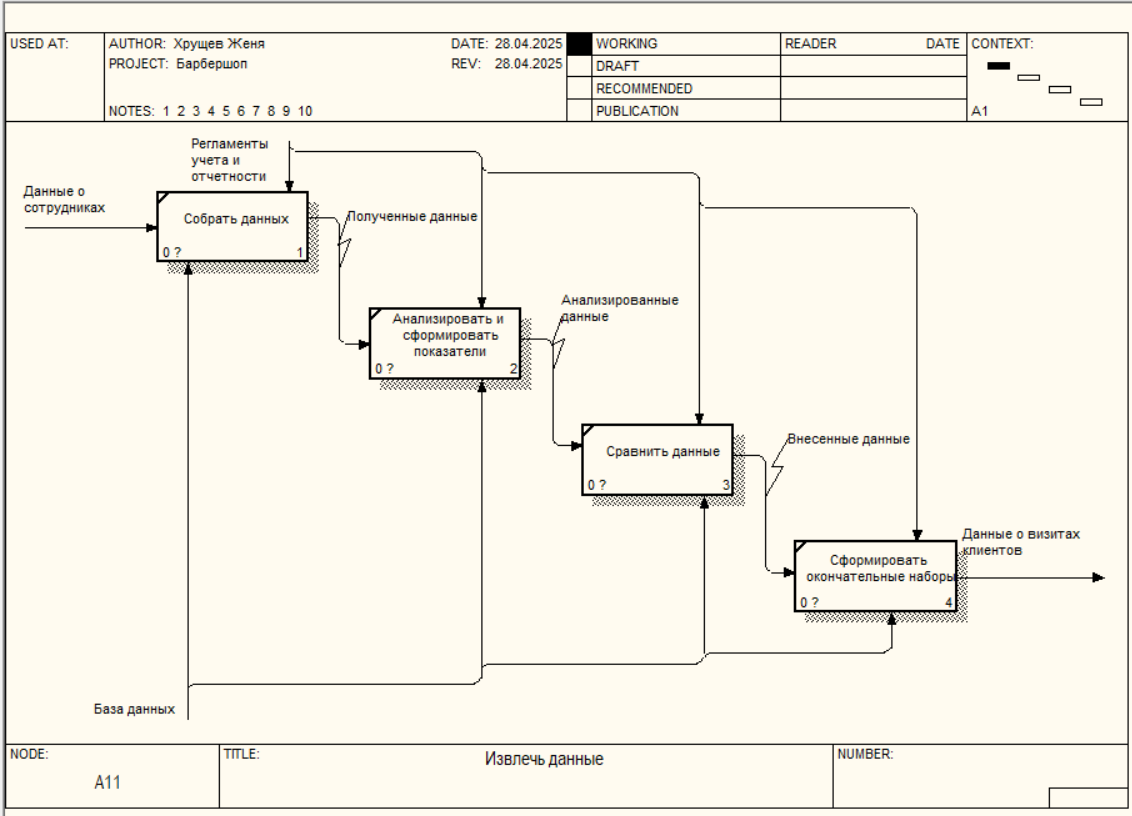 USED AT:
AUTHOR: Хрущев Женя
DATE: 28.04.2025
PROJECT: Барбершоп
REV: 28.04.2025
NOTES: 1 2 3 4 5 6 7 8 9 10
WORKING
DRAFT
RECOMMENDED
PUBLICATION
READER
DATE
CONTEXT:
A1
Регламенты
учета и
отчетности
Данные о
сотрудниках
Собрать данных
0 ?
1
Полученные данные
Анализировать и
сформировать
показатели
0 ?
2
Анализированные
данные
Сравнить данные
0 ?
3
Внесенные данные
Сформировать
окончательные наборы
0 ?
4
Данные о визитах
клиентов
База данных
NODE:
A11
TITLE:
Извлечь данные
NUMBER: